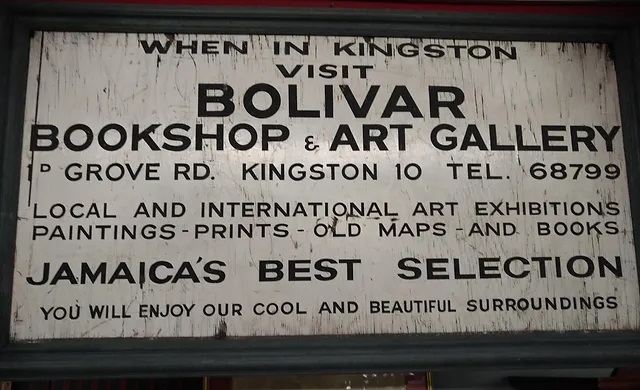 WHEN IN KINGSTON
VISIT
BOLIVAR
BOOKSHOP & ART GALLERY
1D GROVE RD. KINGSTON 10 TEL. 68799
LOCAL AND INTERNATIONAL ART EXHIBITIONS
PAINTINGS - PRINTS - OLD MAPS - AND BOOKS
JAMAICA'S BEST SELECTION
YOU WILL ENJOY OUR COOL AND BEAUTIFUL SURROUNDINGS